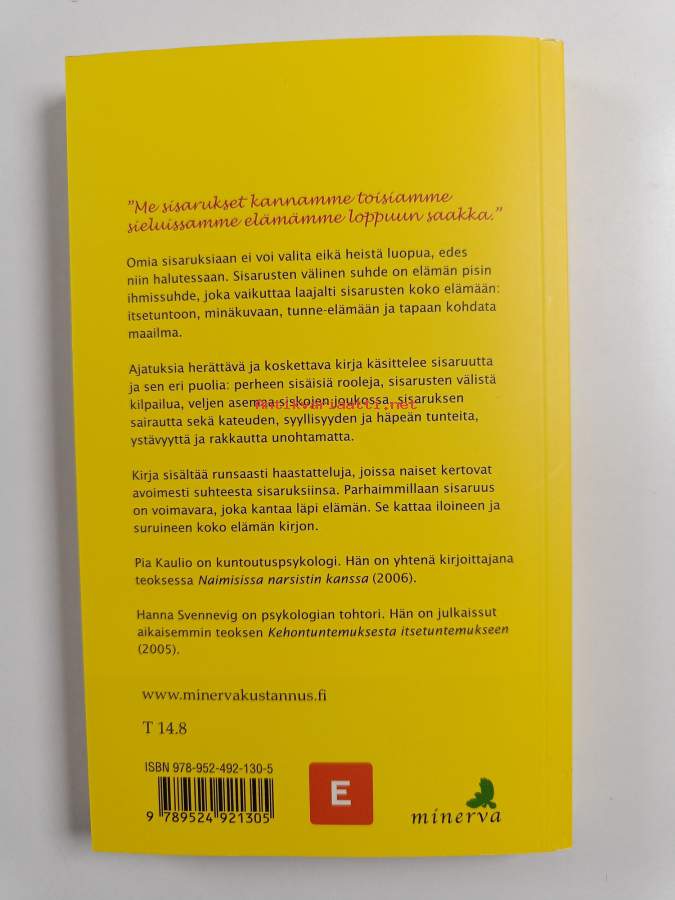 ”Me sisarukset kannamme toisiamme
sieluissamme elämämme loppuun saakka.”
Omia sisaruksiaan ei voi valita eikä heistä luopua, edes
niin halutessaan. Sisarusten välinen suhde on elämän pisin
ihmissuhde, joka vaikuttaa laajalti sisarusten koko elämään:
itsetuntoon, minäkuvaan, tunne-elämään ja tapaan kohdata
maailma.
Ajatuksia herättävä ja koskettava kirja käsittelee sisaruutta
ja sen eri puolia: perheen sisäisiä rooleja, sisarusten välistä
kilpailua, veljen asemaa siskojen joukossa, sisaruksen
Antikvariaatti.net
sairautta sekä kateuden, syyllisyyden ja häpeän tunteita,
ystävyyttä ja rakkautta unohtamatta.
Kirja sisältää runsaasti haastatteluja, joissa naiset kertovat
avoimesti suhteesta sisaruksiinsa. Parhaimmillaan sisaruus
on voimavara, joka kantaa läpi elämän. Se kattaa iloineen ja
suruineen koko elämän kirjon.
Pia Kaulio on kuntoutuspsykologi. Hän on yhtenä kirjoittajana
teoksessa Naimisissa narsistin kanssa (2006).
Hanna Svennevig on psykologian tohtori. Hän on julkaissut
aikaisemmin teoksen Kehontuntemuksesta itsetuntemukseen
(2005).
www.minervakustannus.fi
T 14.8
ISBN 978-952-492-130-5
9 789524 921305
E
minerva